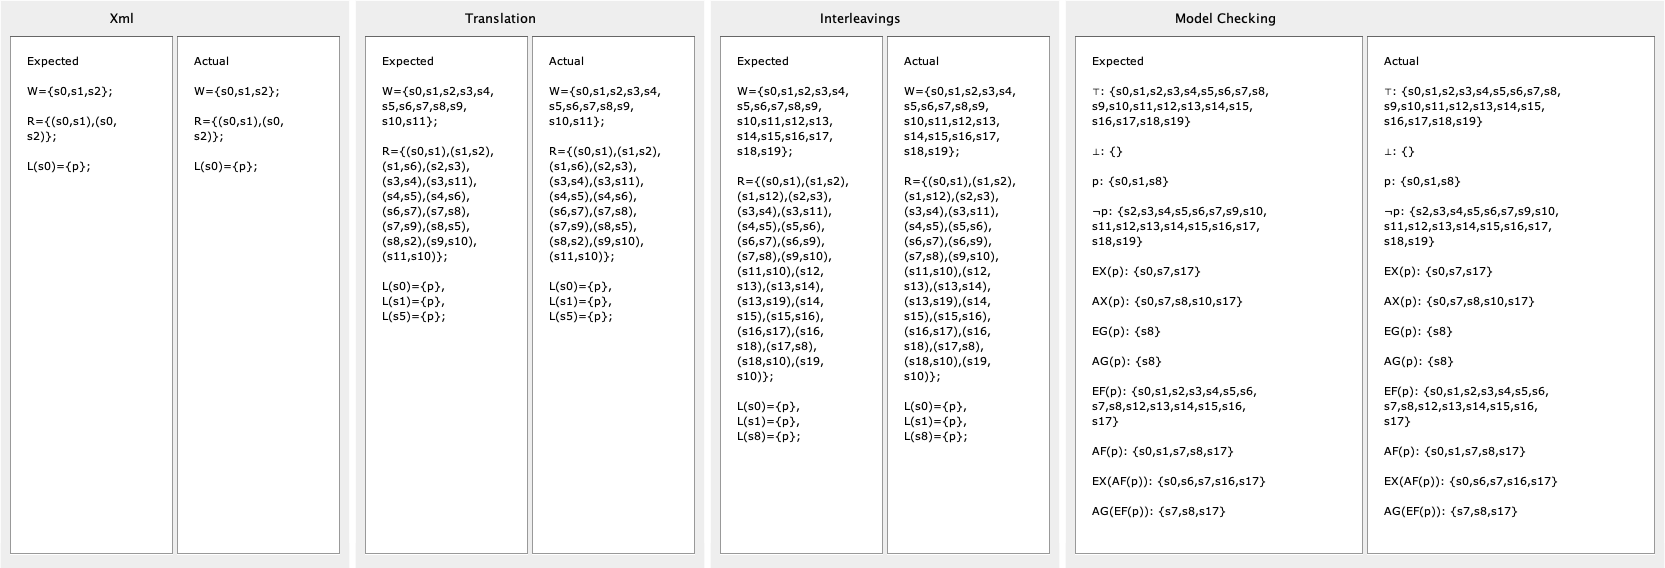 Xml
Expected
W={s0,s1,s2};
R={(s0,s1),(s0,
s2)};
L(s0)={p};
Actual
W={s0,s1,s2};
R={(s0,s1),(s0,
s2)};
L(s0)={p};
Translation
Expected
W={s0,s1,s2,s3,s4,
s5,s6,s7,s8,s9,
s10,s11};
R={(s0,s1),(s1,s2),
(s1,s6),(s2,s3),
(s3,s4),(s3,s11),
(s4,s5),(s4,s6),
(s6,s7),(s7,s8),
(s7,s9),(s8,s5),
(s8,s2),(s9,s10),
(s11,s10)};
L(s0)={p},
L(s1)={p},
L(s5)={p};
Actual
W={s0,s1,s2,s3,s4,
s5,s6,s7,s8,s9,
s10,s11};
R={(s0,s1),(s1,s2),
(s1,s6),(s2,s3),
(s3,s4),(s3,s11),
(s4,s5),(s4,s6),
(s6,s7),(s7,s8),
(s7,s9),(s8,s5),
(s8,s2),(s9,s10),
(s11,s10)};
L(s0)={p},
L(s1)={p},
L(s5)={p};
Interleavings
Expected
W={s0,s1,s2,s3,s4,
s5,s6,s7,s8,s9,
s10,s11,s12,s13,
s14,s15,s16,s17,
s18,s19};
R={(s0,s1),(s1,s2),
(s1,s12),(s2,s3),
(s3,s4),(s3,s11),
(s4,s5),(s5,s6),
(s6,s7),(s6,s9),
(s7,s8),(s9,s10),
(s11,s10),(s12,
s13),(s13,s14),
(s13,s19),(s14,
s15),(s15,s16),
(s16,s17),(s16,
s18),(s17,s8),
(s18,s10),(s19,
s10)};
L(s0)={p},
L(s1)={p},
L(s8)={p};
Actual
W={s0,s1,s2,s3,s4,
s5,s6,s7,s8,s9,
s10,s11,s12,s13,
s14,s15,s16,s17,
s18,s19};
R={(s0,s1),(s1,s2),
(s1,s12),(s2,s3),
(s3,s4),(s3,s11),
(s4,s5),(s5,s6),
(s6,s7),(s6,s9),
(s7,s8),(s9,s10),
(s11,s10),(s12,
s13),(s13,s14),
(s13,s19),(s14,
s15),(s15,s16),
(s16,s17),(s16,
s18),(s17,s8),
(s18,s10),(s19,
s10)};
L(s0)={p},
L(s1)={p},
L(s8)={p};
Model Checking
Expected
⊤: {s0,s1,s2,s3,s4,s5,s6,s7,s8,
s9,s10,s11,s12,s13,s14,s15,
s16,s17,s18,s19}
⊥: {}
p: {s0,s1,s8}
¬p: {s2,s3,s4,s5,s6,s7,s9,s10,
s11,s12,s13,s14,s15,s16,s17,
s18,s19}
EX(p): {s0,s7,s17}
AX(p): {s0,s7,s8,s10,s17}
EG(p): {s8}
AG(p): {s8}
EF(p): {s0,s1,s2,s3,s4,s5,s6,
s7,s8,s12,s13,s14,s15,s16,
s17}
AF(p): {s0,s1,s7,s8,s17}
EX(AF(p)): {s0,s6,s7,s16,s17}
AG(EF(p)): {s7,s8,s17}
Actual
⊤: {s0,s1,s2,s3,s4,s5,s6,s7,s8,
s9,s10,s11,s12,s13,s14,s15,
s16,s17,s18,s19}
⊥: {}
p: {s0,s1,s8}
¬p: {s2,s3,s4,s5,s6,s7,s9,s10,
s11,s12,s13,s14,s15,s16,s17,
s18,s19}
EX(p): {s0,s7,s17}
AX(p): {s0,s7,s8,s10,s17}
EG(p): {s8}
AG(p): {s8}
EF(p): {s0,s1,s2,s3,s4,s5,s6,
s7,s8,s12,s13,s14,s15,s16,
s17}
AF(p): {s0,s1,s7,s8,s17}
EX(AF(p)): {s0,s6,s7,s16,s17}
AG(EF(p)): {s7,s8,s17}